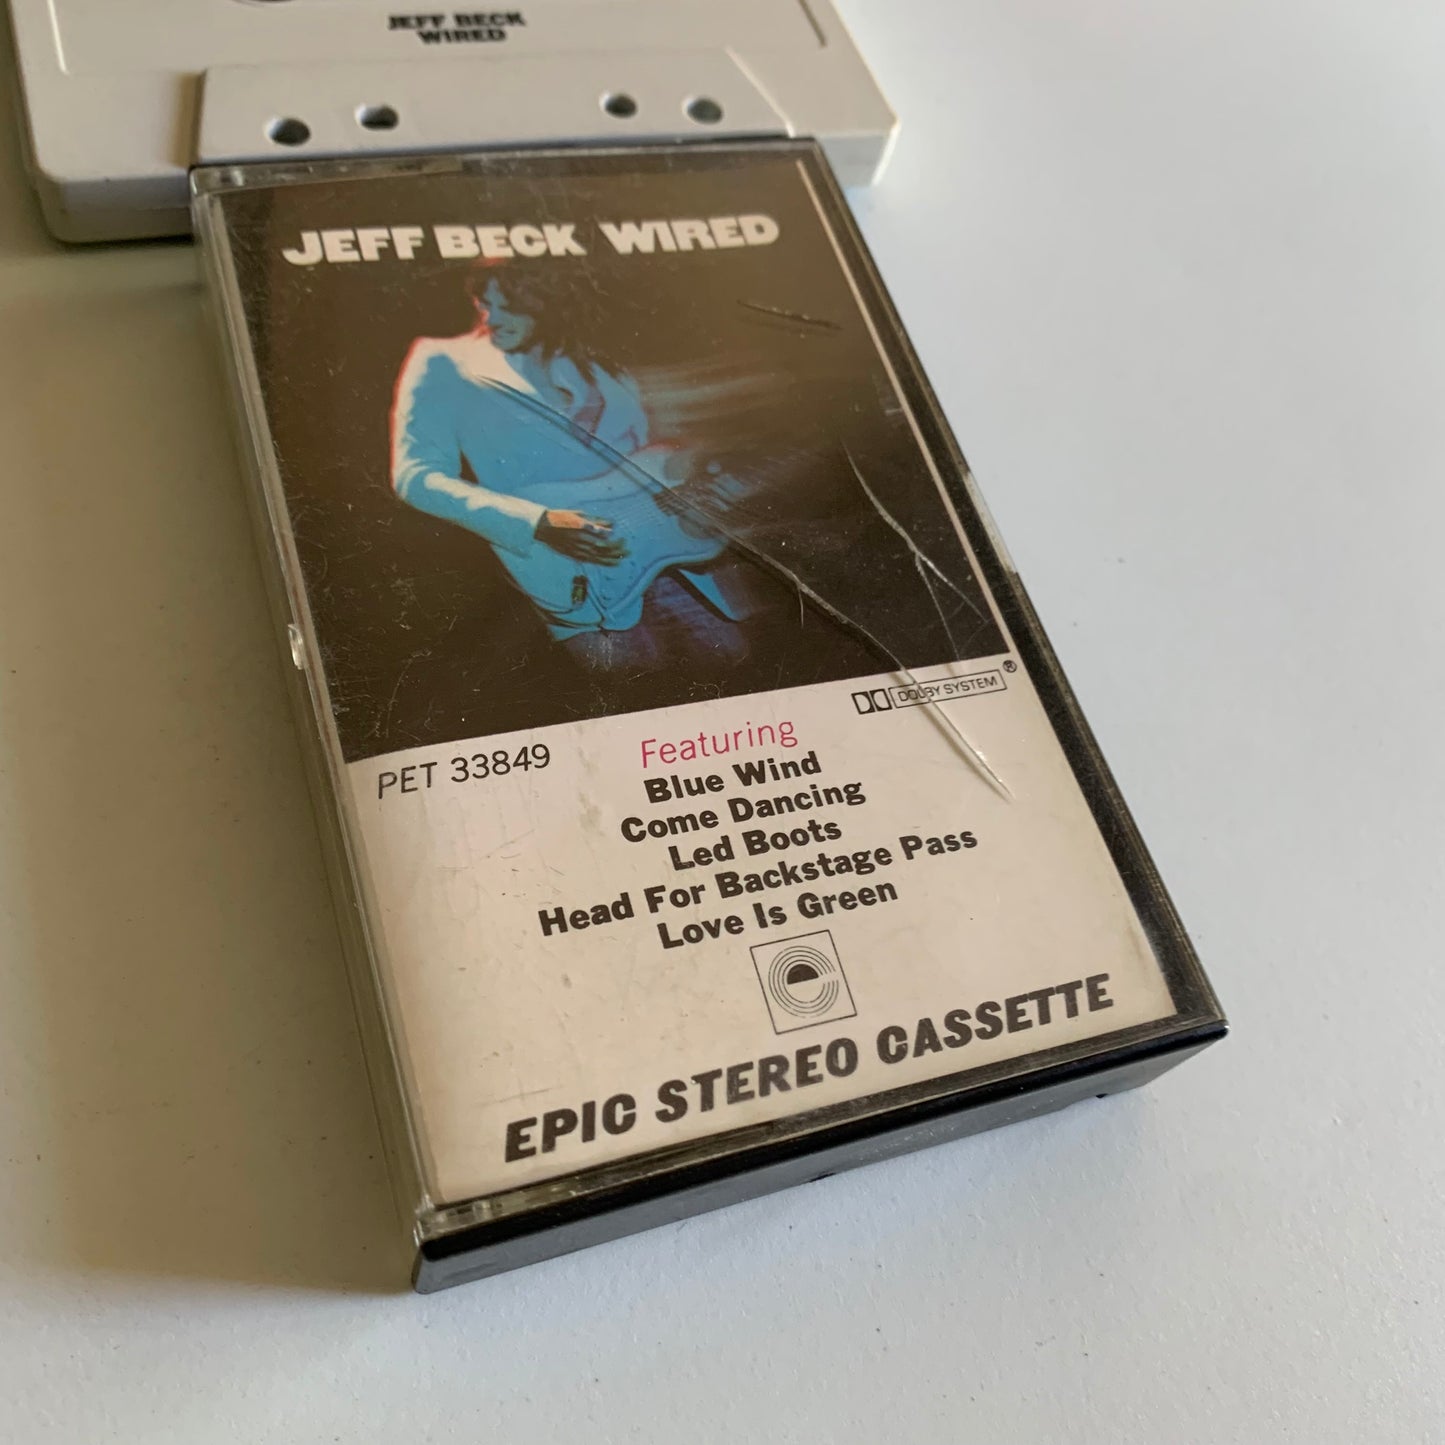 JEFF BECK
WIRED
JEFF BECK WIRED
DOLBY SYSTEM®
PET 33849
Featuring
Blue Wind
Come Dancing
Led Boots
Head For Backstage Pass
Love Is Green
e
EPIC STEREO CASSETTE